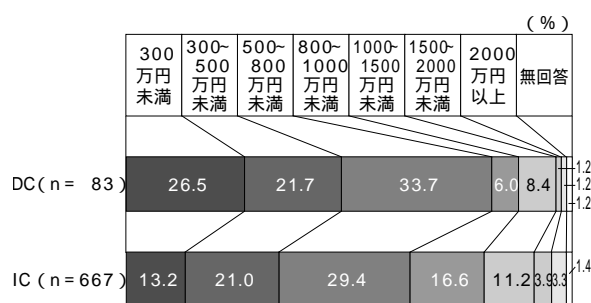 (%)
300
万円
未満
300~
500
万円
未満
500~
800
万円
未満
800~
1000
万円
未満
1000~
1500
万円
未満
1500~
2000
万円
未満
2000
万円
以上
無回答
DC(n= 83) 26.5 21.7 33.7 6.0 8.4 1.2
1.2
1.2
IC(n=667) 13.2 21.0 29.4 16.6 11.2 3.9 3.3 1.4